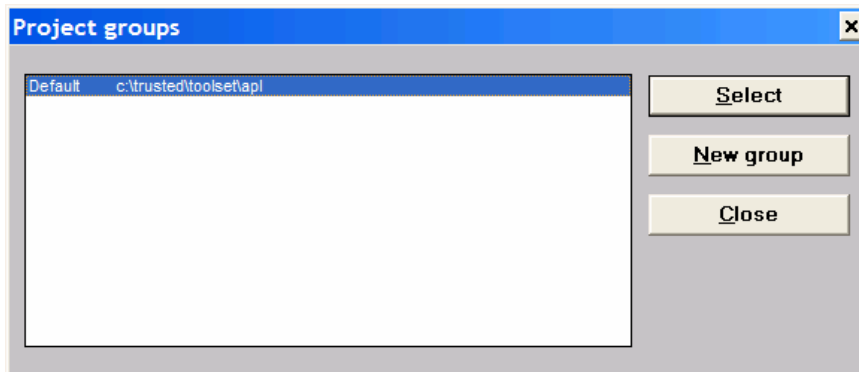 Project groups
Default c:\trusted\toolset\apl
Select
New group
Close